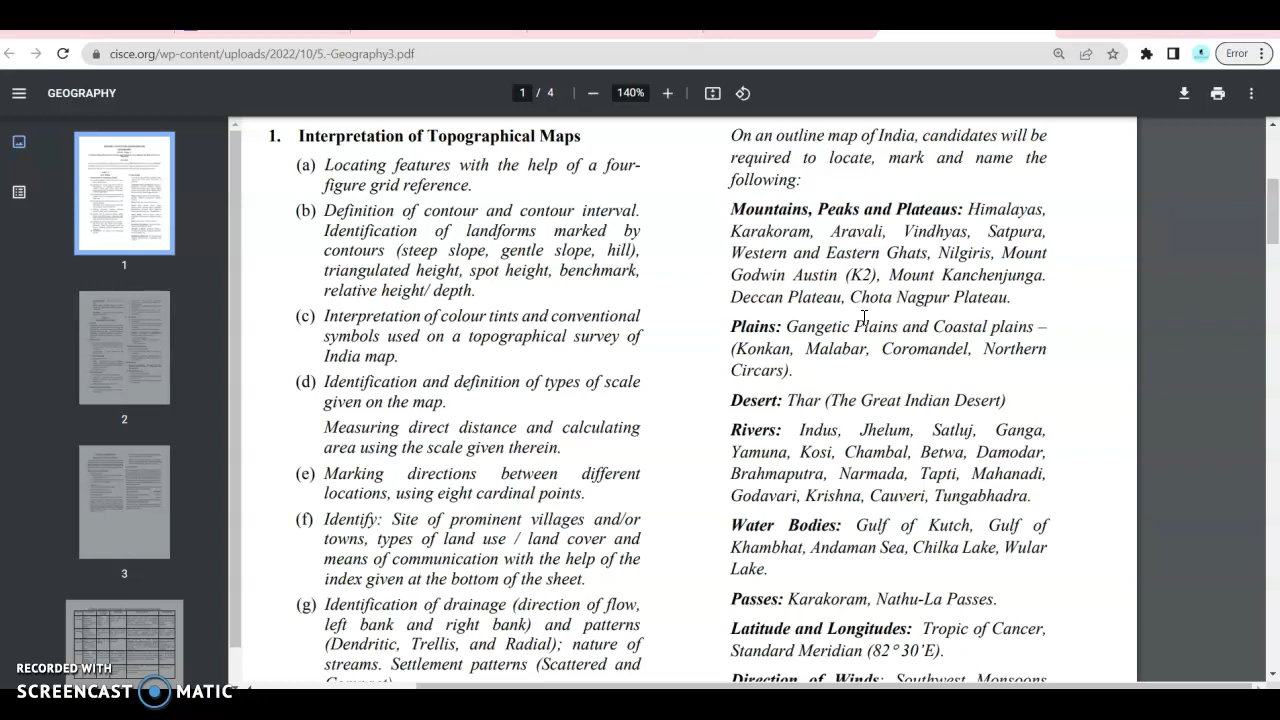 cisce.org/wp-content/uploads/2022/10/5.-Geography3.pdf
Error
GEOGRAPHY
1 / 4
140%
1
2
3
1. Interpretation of Topographical Maps
(a) Locating features with the help of a four-
figure grid reference.
(b) Definition of contour and contour interval.
Identification of landforms marked by
contours (steep slope, gentle slope, hill),
triangulated height, spot height, benchmark,
relative height/ depth.
(c) Interpretation of colour tints and conventional
symbols used on a topographical survey of
India map.
(d) Identification and definition of types of scale
given on the map.
Measuring direct distance and calculating
area using the scale given therein.
(e) Marking directions between different
locations, using eight cardinal points.
(f) Identify: Site of prominent villages and/or
towns, types of land use / land cover and
means of communication with the help of the
index given at the bottom of the sheet.
(g) Identification of drainage (direction of flow,
left bank and right bank) and patterns
(Dendritic, Trellis, and Radial); nature of
streams. Settlement patterns (Scattered and
On an outline map of India, candidates will be
required to locate, mark and name the
following:
Mountains, Peaks and Plateaus: Himalayas,
Karakoram, Aravali, Vindhyas, Satpura,
Western and Eastern Ghats, Nilgiris, Mount
Godwin Austin (K2), Mount Kanchenjunga.
Deccan Plateau, Chota Nagpur Plateau.
Plains: Gangetic Plains and Coastal plains –
(Konkan, Malabar, Coromandel, Northern
Circars).
Desert: Thar (The Great Indian Desert)
Rivers: Indus, Jhelum, Satluj, Ganga,
Yamuna, Kosi, Chambal, Betwa, Damodar,
Brahmaputra, Narmada, Tapti, Mahanadi,
Godavari, Krishna, Cauveri, Tungabhadra.
Water Bodies: Gulf of Kutch, Gulf of
Khambhat, Andaman Sea, Chilka Lake, Wular
Lake.
Passes: Karakoram, Nathu-La Passes.
Latitude and Longitudes: Tropic of Cancer,
Standard Meridian (82° 30'E).
Direction of Winds: Southwest Monsoons
RECORDED WITH
SCREENCAST MATIC